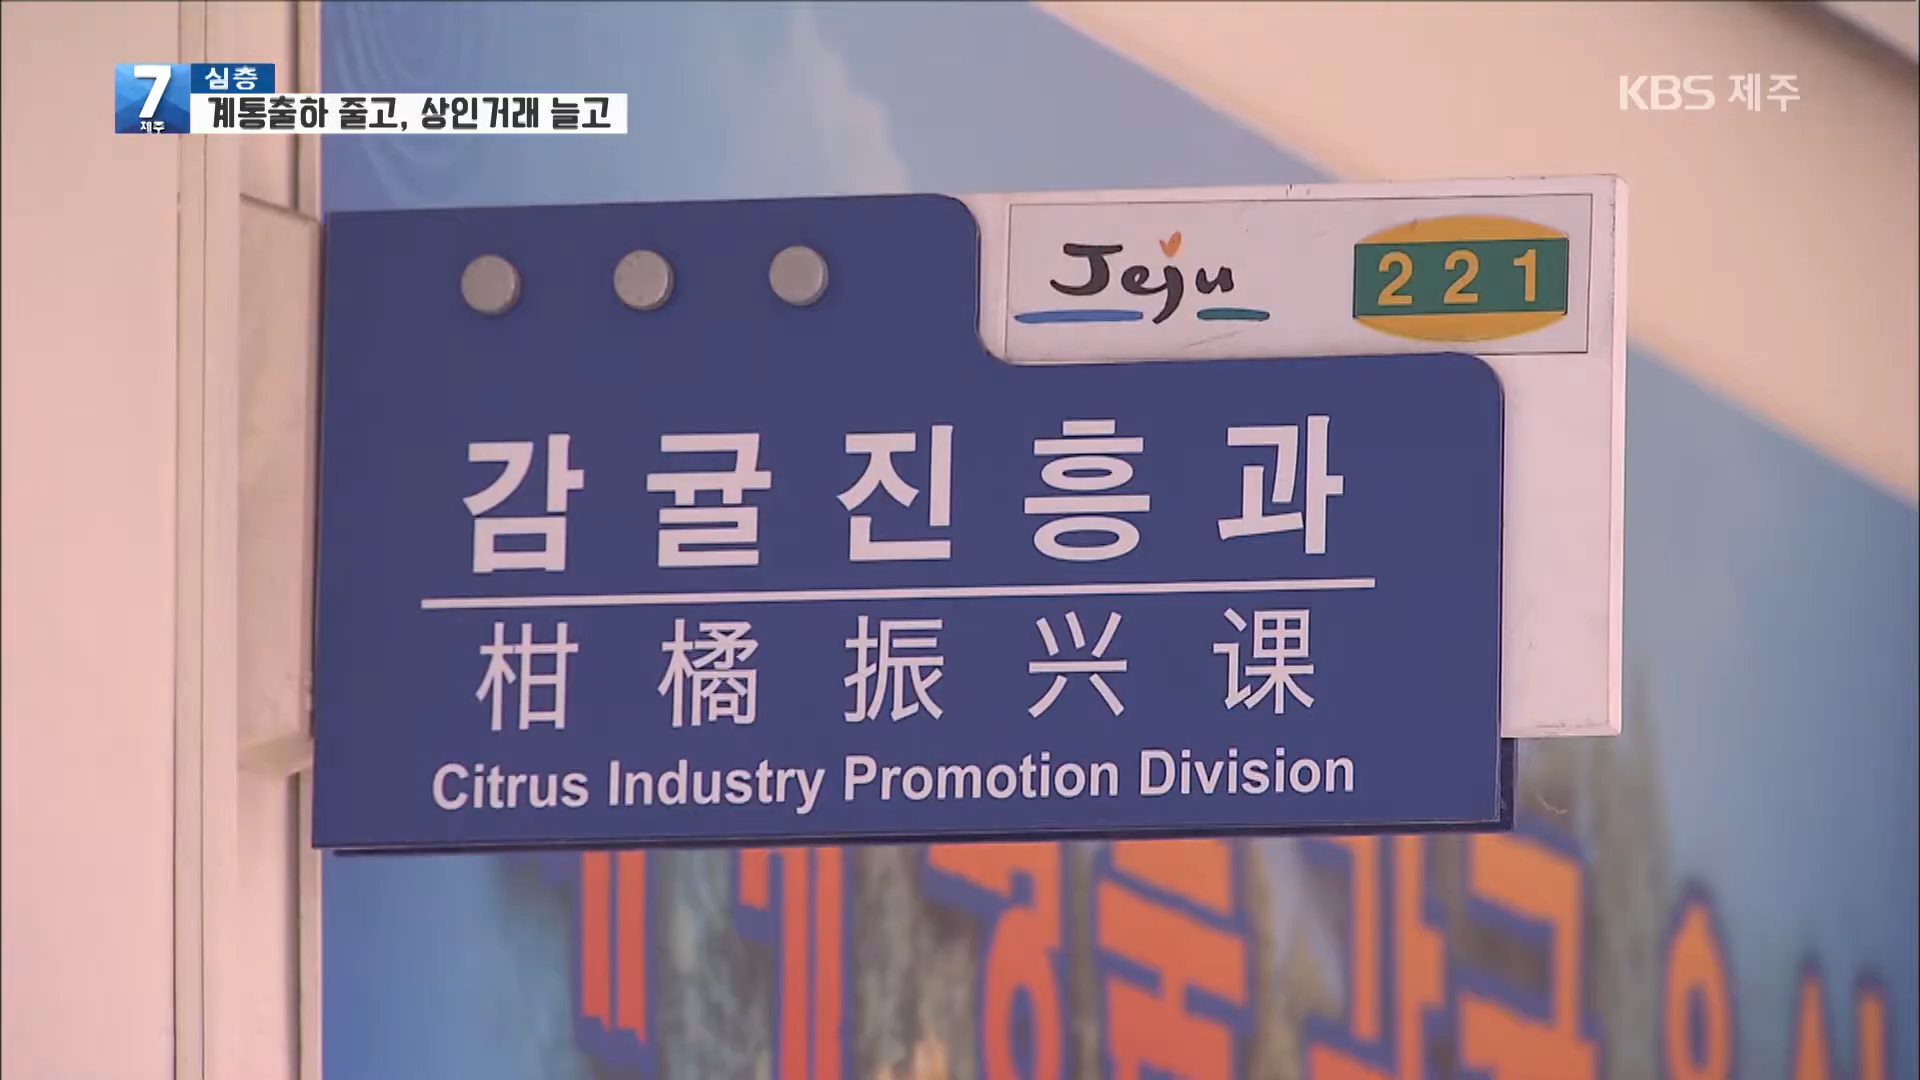 7 제주
심층
계통출하 줄고, 상인거래 늘고
KBS 제주
Jeju
221
감귤진흥과
柑橘振兴课
Citrus Industry Promotion Division